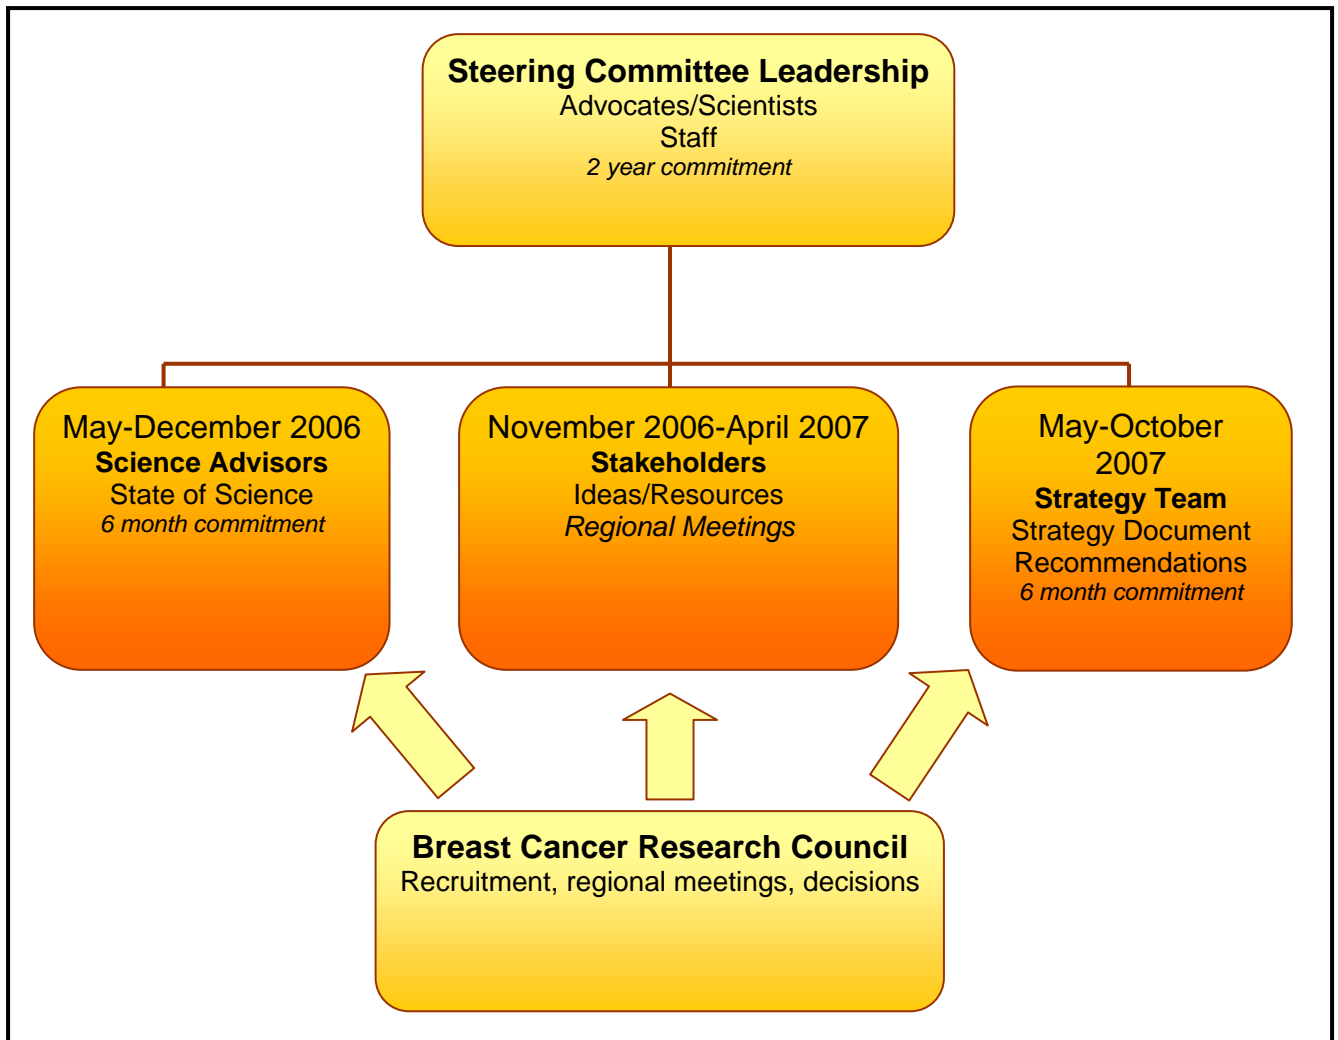 Steering Committee Leadership
Advocates/Scientists
Staff
2 year commitment
May-December 2006
Science Advisors
State of Science
6 month commitment
November 2006-April 2007
Stakeholders
Ideas/Resources
Regional Meetings
May-October
2007
Strategy Team
Strategy Document
Recommendations
6 month commitment
Breast Cancer Research Council
Recruitment, regional meetings, decisions